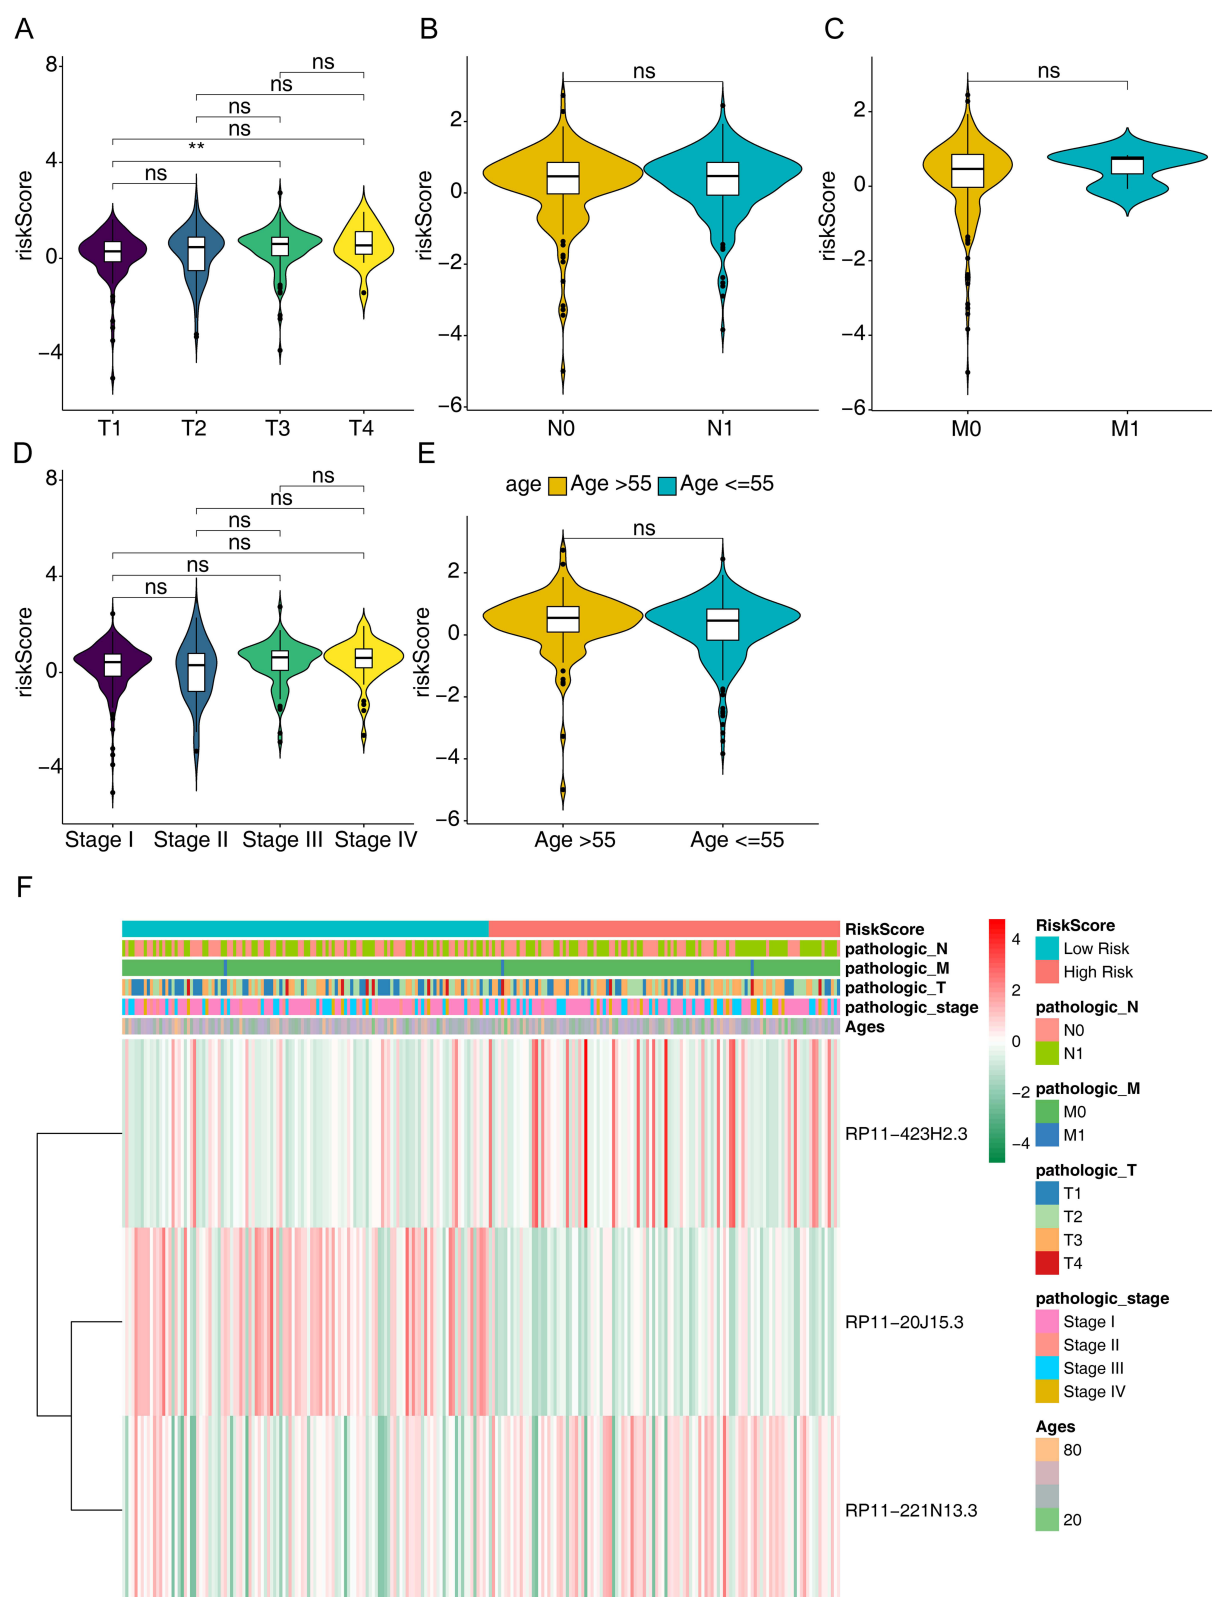 A
8
4
0
−4
riskScore
ns
ns
ns
ns
**
ns
T1 T2 T3 T4
B
2
0
−2
−4
−6
riskScore
ns
N0 N1
C
2
0
−2
−4
−6
riskScore
ns
M0 M1
D
8
4
0
−4
riskScore
ns
ns
ns
ns
ns
ns
Stage I Stage II Stage III Stage IV
E
age Age >55 Age <=55
2
0
−2
−4
−6
riskScore
ns
Age >55 Age <=55
F
RiskScore
pathologic_N
pathologic_M
pathologic_T
pathologic_stage
Ages
RP11−423H2.3
RP11−20J15.3
RP11−221N13.3
4
2
0
−2
−4
RiskScore
Low Risk
High Risk
pathologic_N
N0
N1
pathologic_M
M0
M1
pathologic_T
T1
T2
T3
T4
pathologic_stage
Stage I
Stage II
Stage III
Stage IV
Ages
80
20